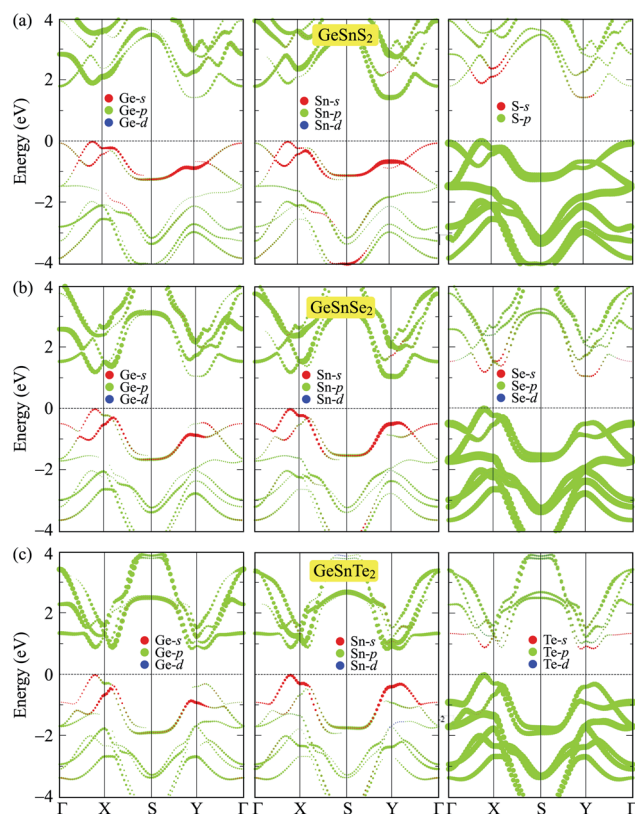 (a)
GeSnS₂
Energy (eV)
4
2
0
−2
−4
Ge-s
Ge-p
Ge-d
Sn-s
Sn-p
Sn-d
S-s
S-p
(b)
GeSnSe₂
Energy (eV)
4
2
0
−2
−4
Ge-s
Ge-p
Ge-d
Sn-s
Sn-p
Sn-d
Se-s
Se-p
Se-d
(c)
GeSnTe₂
Energy (eV)
4
2
0
−2
−4
Ge-s
Ge-p
Ge-d
Sn-s
Sn-p
Sn-d
Te-s
Te-p
Te-d
-2
Γ X S Y Γ Γ X S Y Γ Γ X S Y Γ